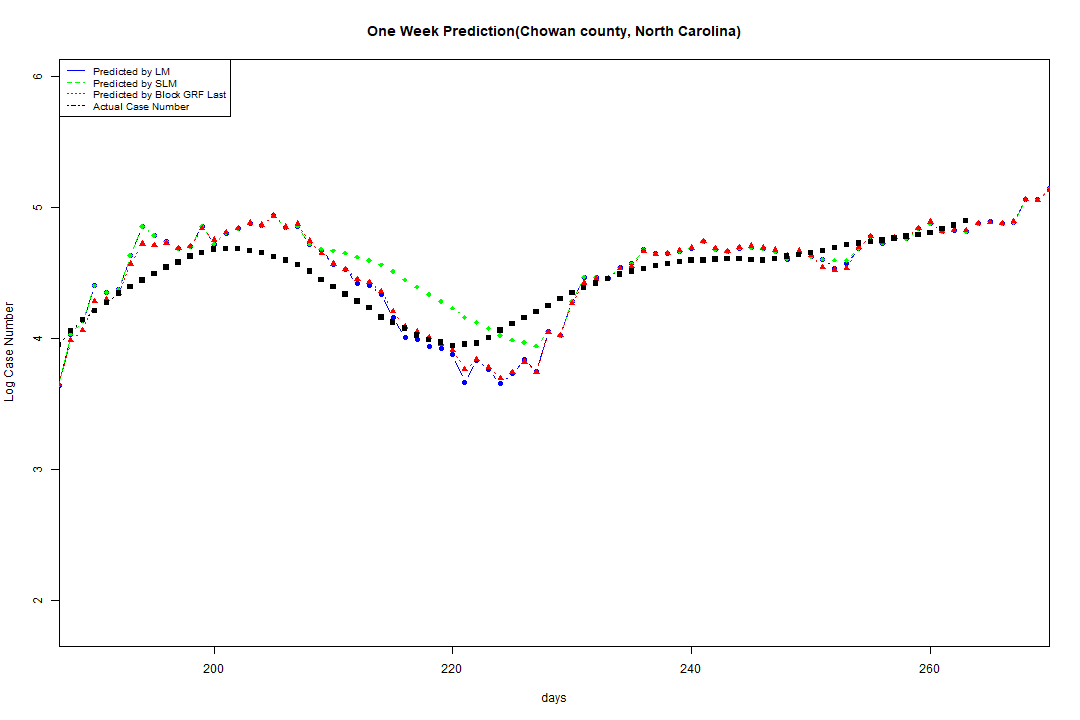 One Week Prediction(Chowan county, North Carolina)
Predicted by LM
Predicted by SLM
Predicted by Block GRF Last
Actual Case Number
6
5
4
3
2
Log Case Number
200 220 240 260
days